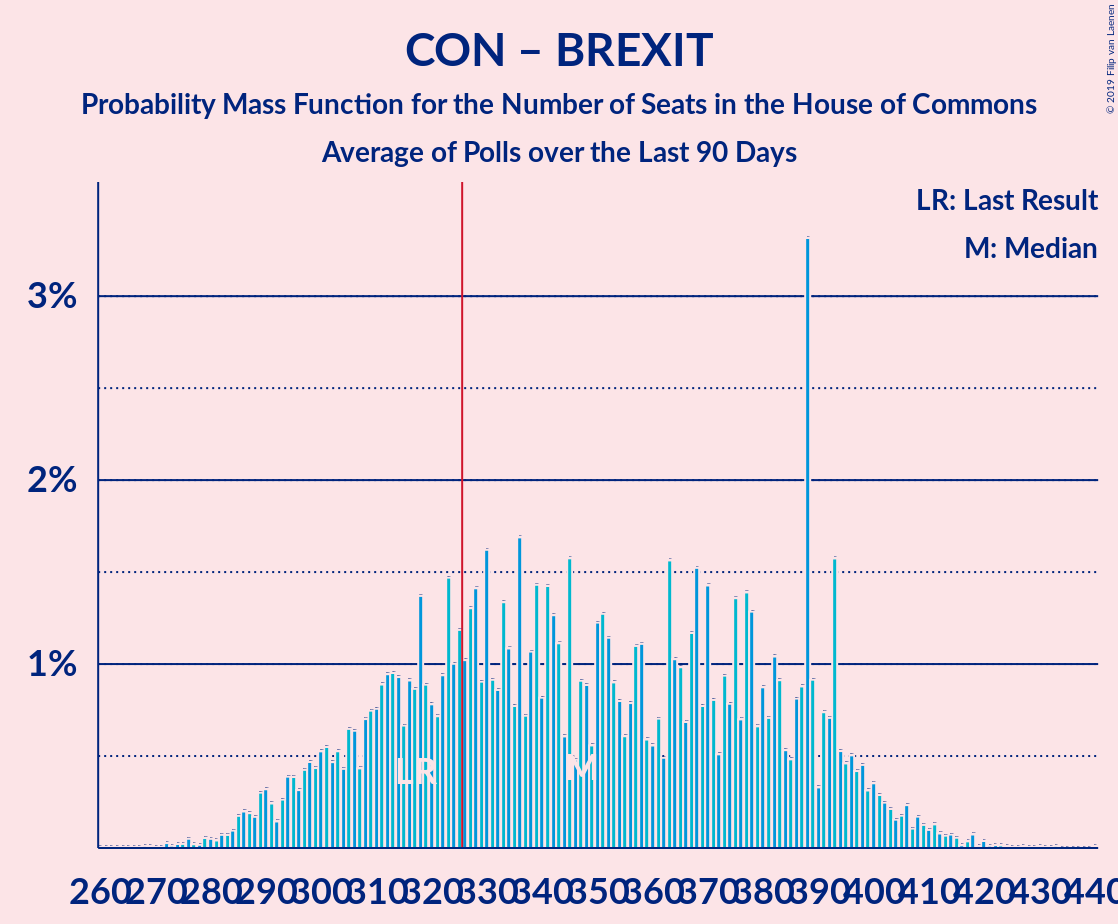 CON – BREXIT
Probability Mass Function for the Number of Seats in the House of Commons
Average of Polls over the Last 90 Days
© 2019 Filip van Laenen
LR: Last Result
M: Median
3%
2%
1%
LR
M
260 270 280 290 300 310 320 330 340 350 360 370 380 390 400 410 420 430 440